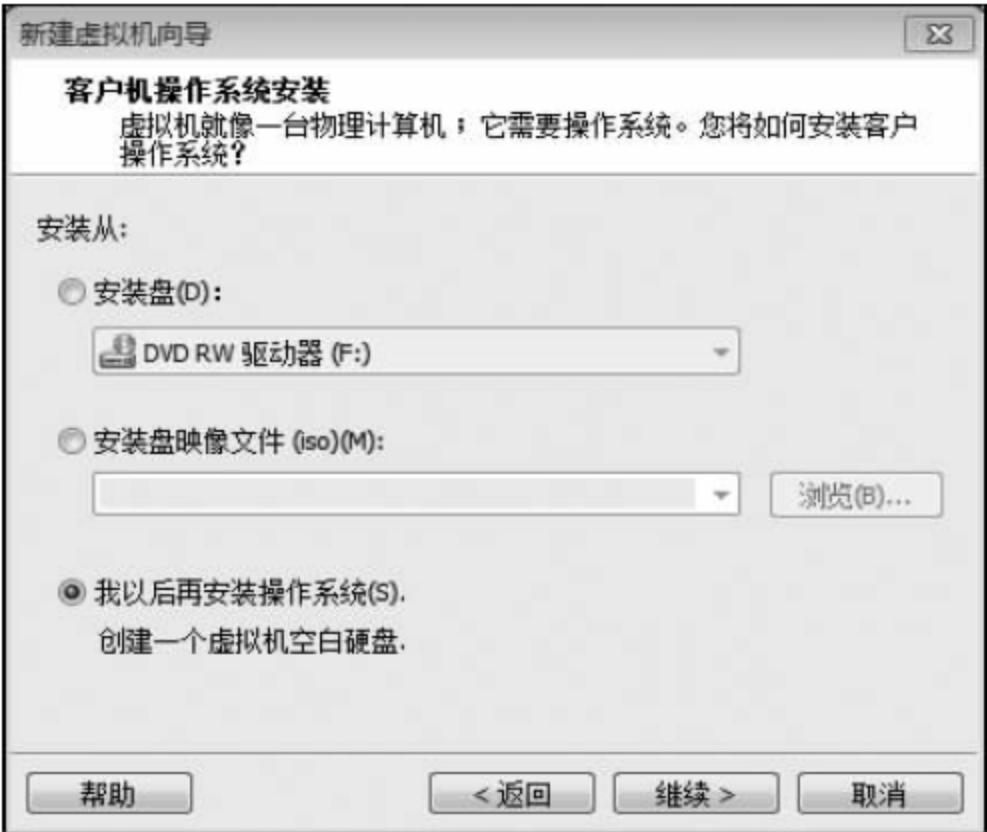 新建虚拟机向导
客户机操作系统安装
虚拟机就像一台物理计算机；它需要操作系统。您将如何安装客户
操作系统？
安装从:
安装盘(D)：
DVD RW 驱动器 (F:)
安装盘映像文件 (iso)(M):
浏览(B)...
我以后再安装操作系统(S).
创建一个虚拟机空白硬盘.
帮助
< 返回
继续 >
取消